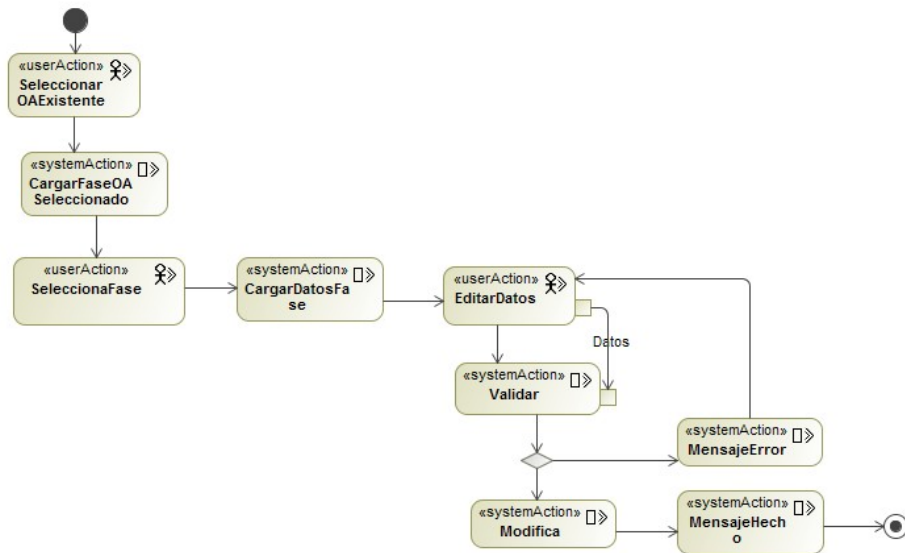 «userAction»
Seleccionar
OAExistente
«systemAction»
CargarFaseOA
Seleccionado
«userAction»
SeleccionaFase
«systemAction»
CargarDatosFa
se
«userAction»
EditarDatos
Datos
«systemAction»
Validar
«systemAction»
MensajeError
«systemAction»
Modifica
«systemAction»
MensajeHech
o